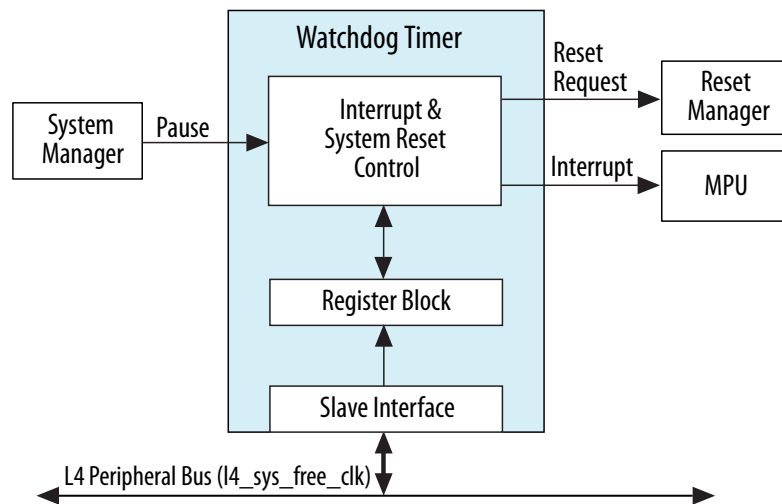 Watchdog Timer
Reset
Request
Reset
Manager
System
Manager
Pause
Interrupt &
System Reset
Control
Interrupt
MPU
Register Block
Slave Interface
L4 Peripheral Bus (l4_sys_free_clk)